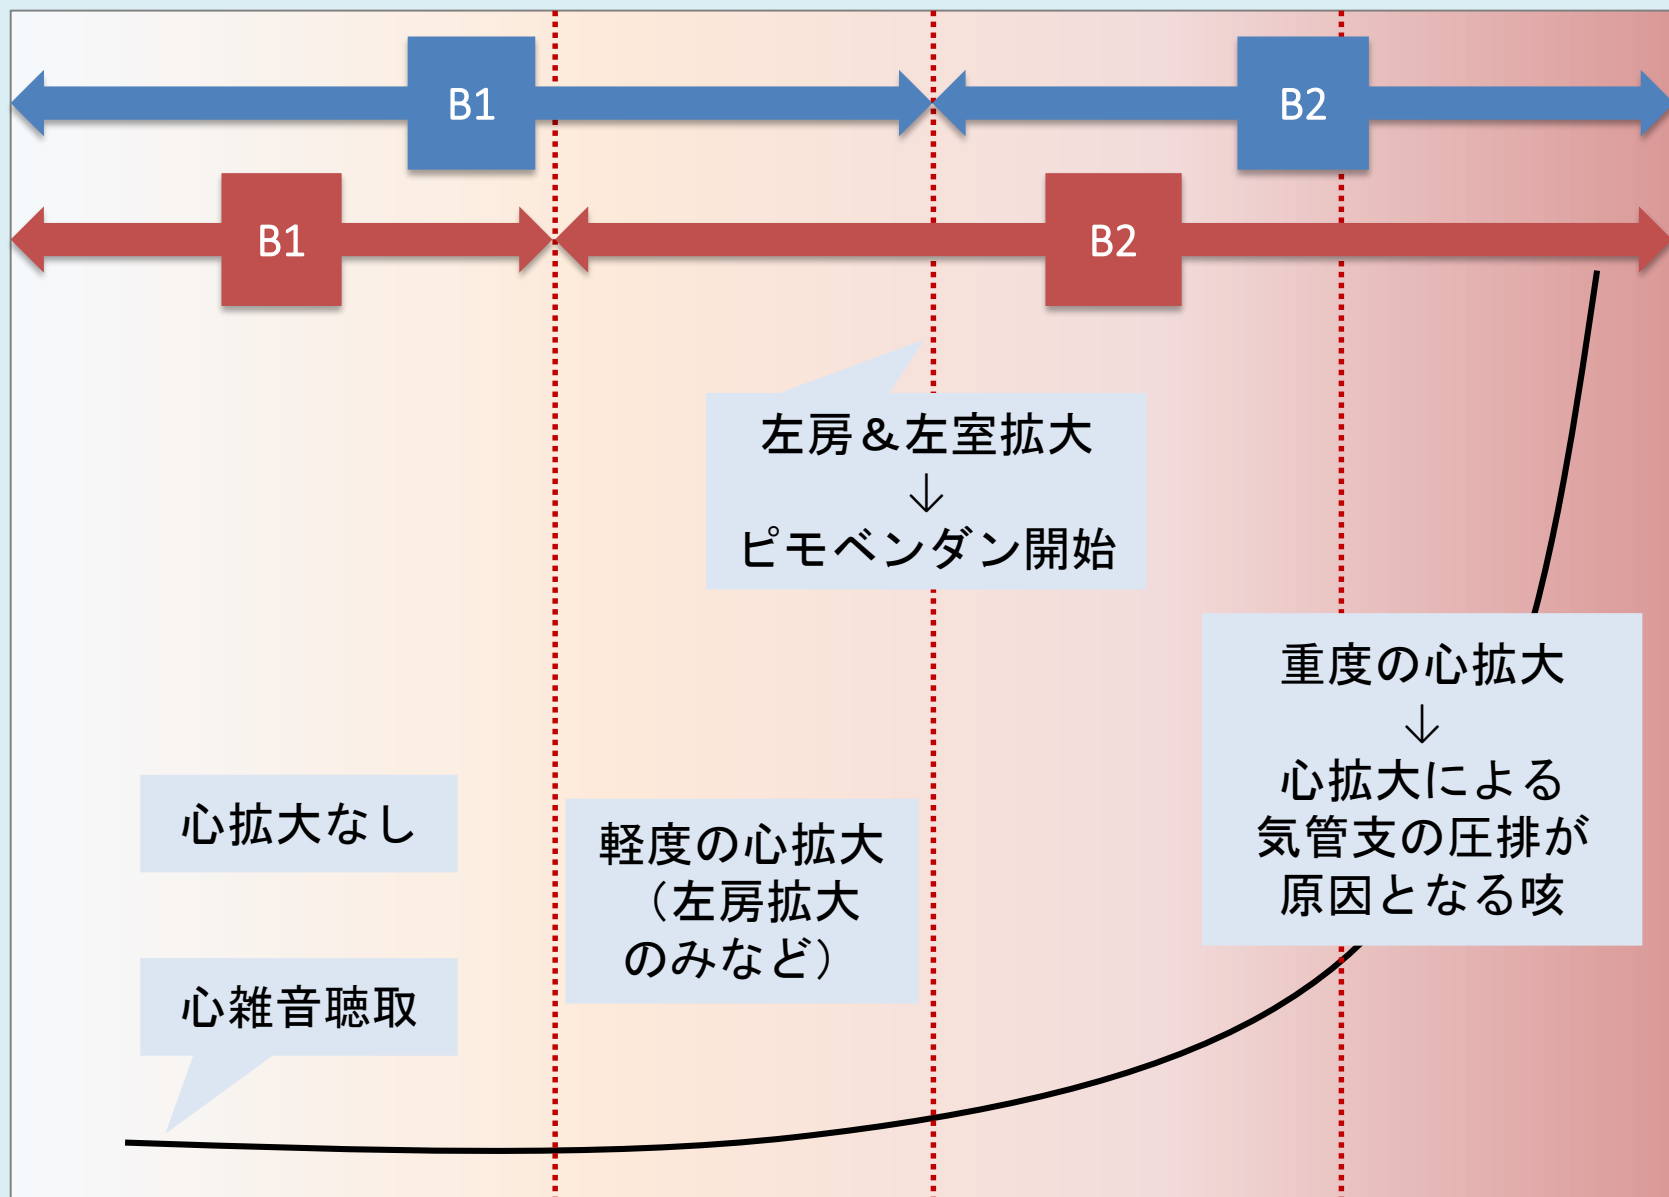 B1
B2
B1
B2
左房＆左室拡大
↓
ピモベンダン開始
重度の心拡大
↓
心拡大による
気管支の圧排が
原因となる咳
心拡大なし
軽度の心拡大
（左房拡大
のみなど）
心雑音聴取